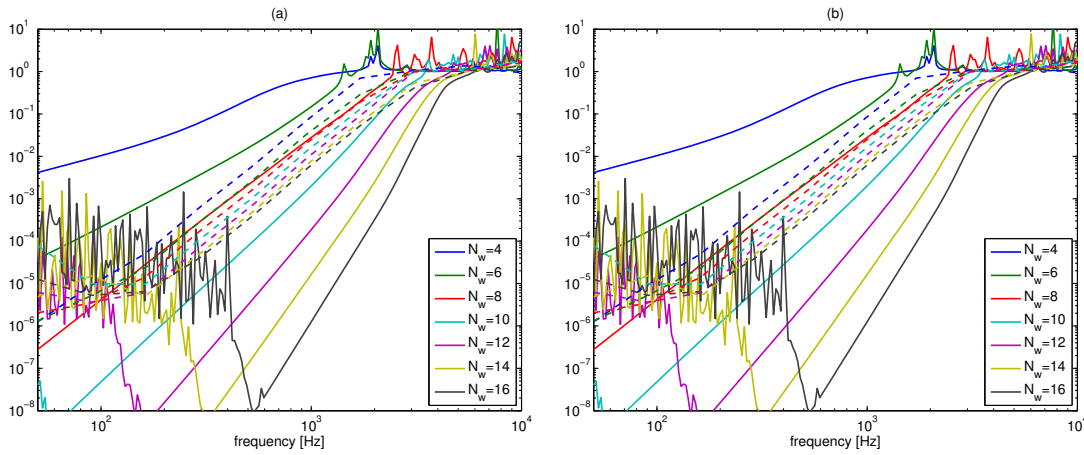 (a)
10^1
10^0
10^-1
10^-2
10^-3
10^-4
10^-5
10^-6
10^-7
10^-8
N_w=4
N_w=6
N_w=8
N_w=10
N_w=12
N_w=14
N_w=16
10^2
10^3
10^4
frequency [Hz]
(b)
10^1
10^0
10^-1
10^-2
10^-3
10^-4
10^-5
10^-6
10^-7
10^-8
N_w=4
N_w=6
N_w=8
N_w=10
N_w=12
N_w=14
N_w=16
10^2
10^3
10^4
frequency [Hz]